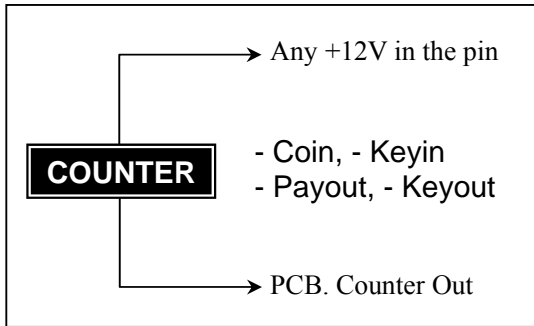 Any +12V in the pin
COUNTER
- Coin, - Keyin
- Payout, - Keyout
PCB. Counter Out